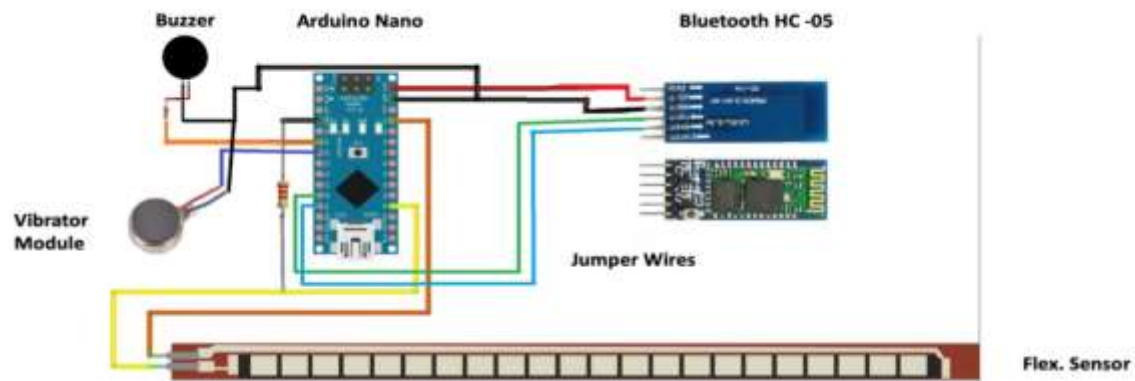 Buzzer
Arduino Nano
Bluetooth HC -05
Vibrator
Module
Jumper Wires
Flex. Sensor